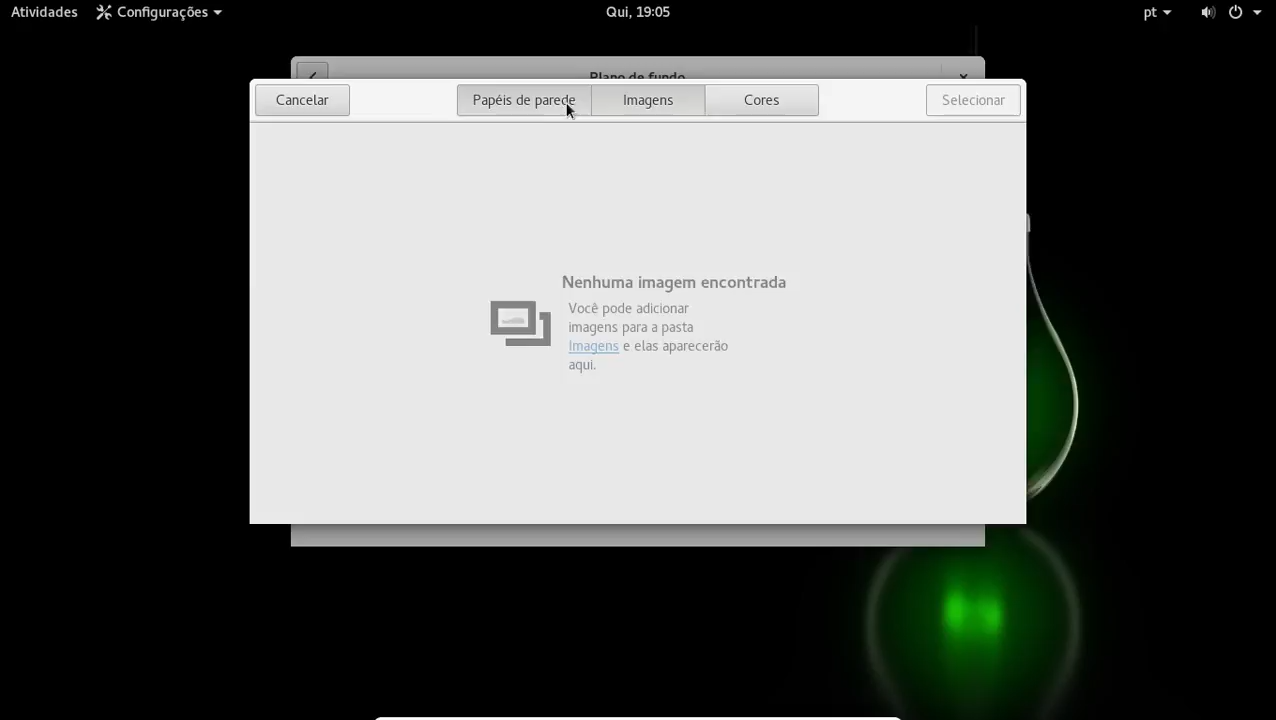 Atividades
Configurações
Qui, 19:05
pt
Plano de fundo
Cancelar
Papéis de parede
Imagens
Cores
Selecionar
Nenhuma imagem encontrada
Você pode adicionar
imagens para a pasta
Imagens e elas aparecerão
aqui.